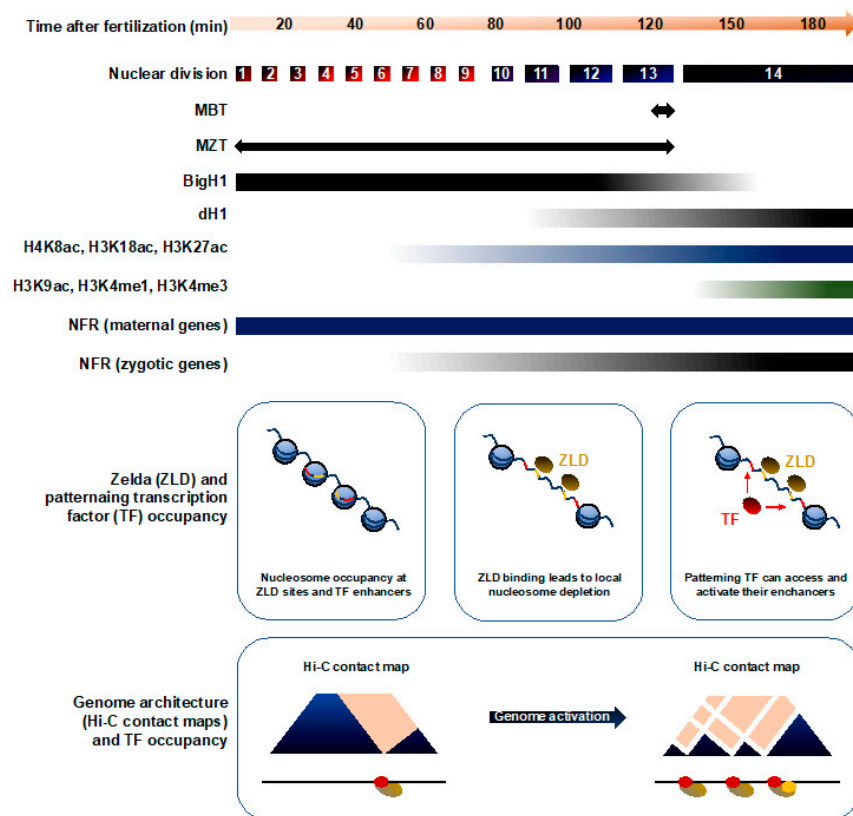 Time after fertilization (min) 20 40 60 80 100 120 150 180
Nuclear division 1 2 3 4 5 6 7 8 9 10 11 12 13 14
MBT
MZT
BigH1
dH1
H4K8ac, H3K18ac, H3K27ac
H3K9ac, H3K4me1, H3K4me3
NFR (maternal genes)
NFR (zygotic genes)
Zelda (ZLD) and
patternaing transcription
factor (TF) occupancy
ZLD
ZLD
TF
Nucleosome occupancy at
ZLD sites and TF enhancers
ZLD binding leads to local
nucleosome depletion
Patterning TF can access and
activate their enchancers
Genome architecture
(Hi-C contact maps)
and TF occupancy
Hi-C contact map
Genome activation
Hi-C contact map